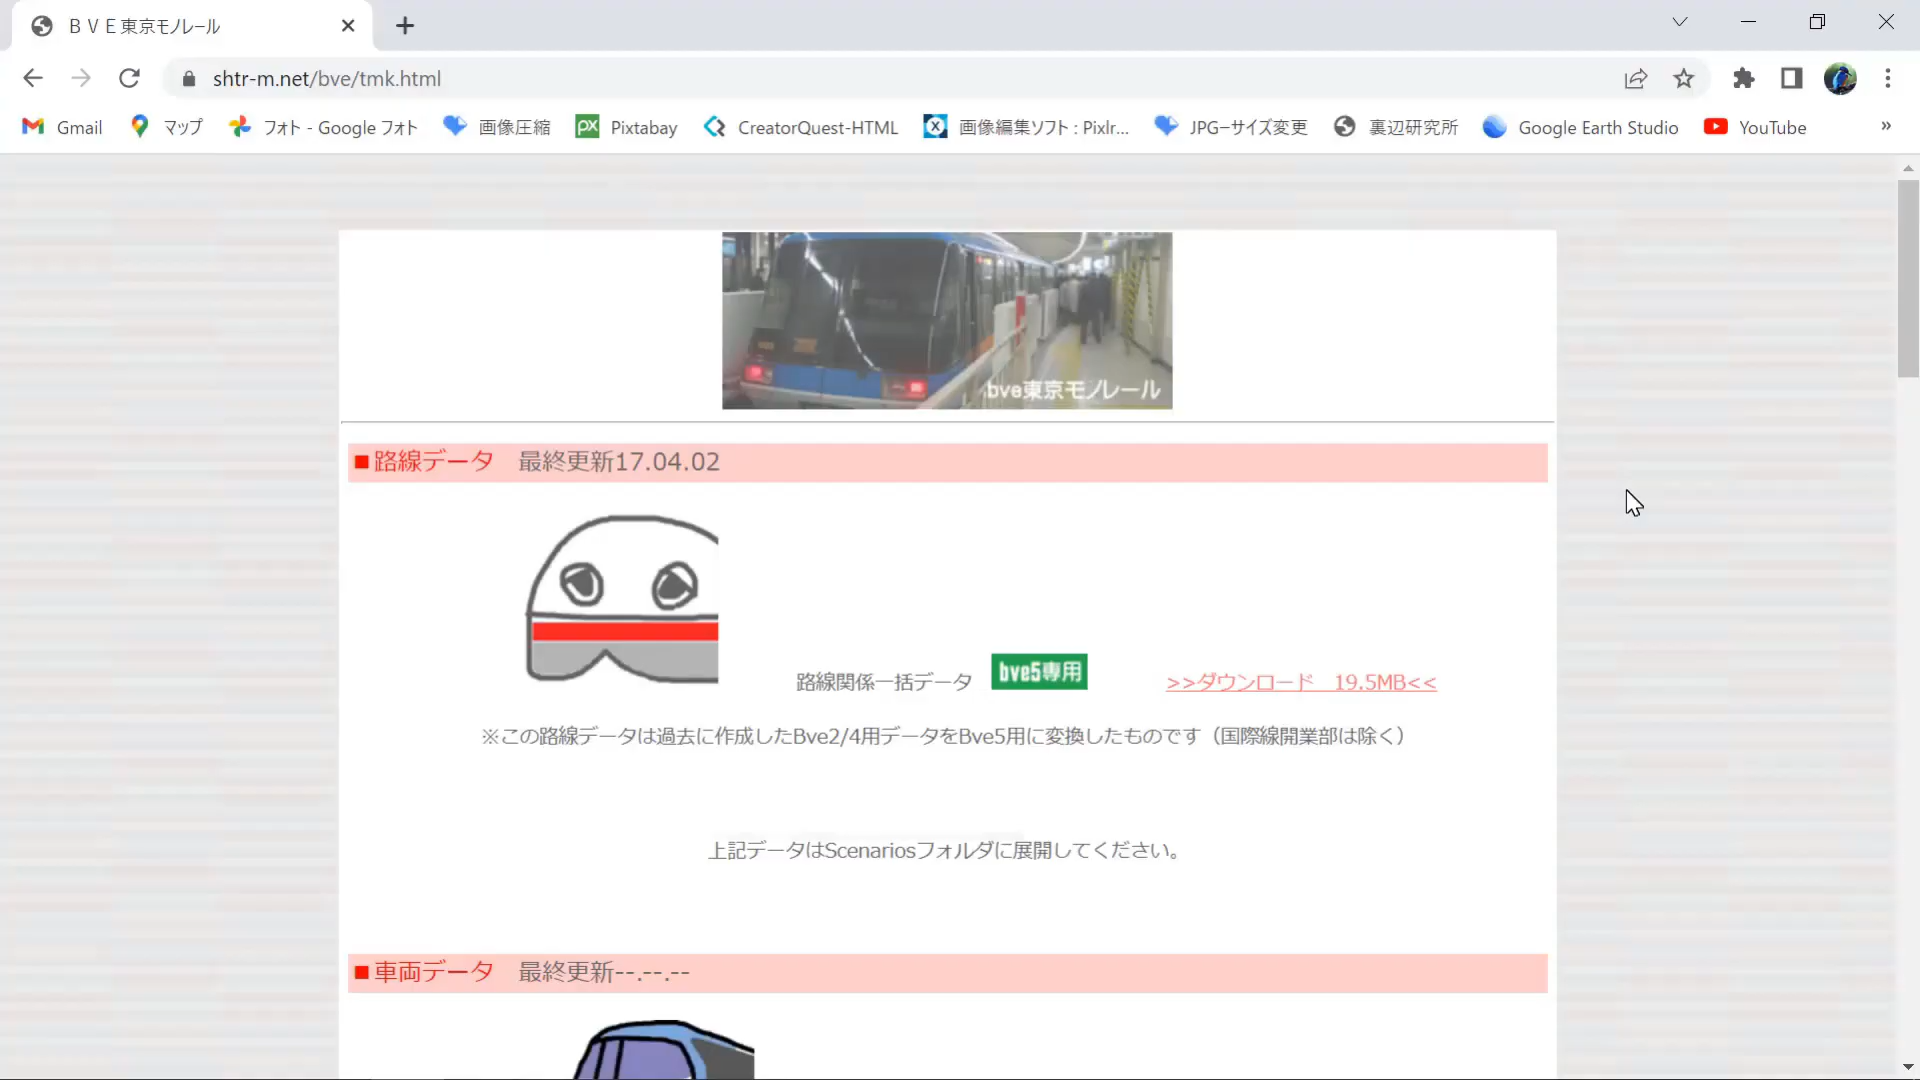 ＢＶＥ東京モノレール
shtr-m.net/bve/tmk.html
Gmail マップ フォト - Google フォト 画像圧縮 px Pixtabay CreatorQuest-HTML 画像編集ソフト : Pixlr... JPG−サイズ変更 裏辺研究所 Google Earth Studio YouTube »
bve東京モノレール
■路線データ　最終更新17.04.02
路線関係一括データ bve5専用 >>ダウンロード　19.5MB<<
※この路線データは過去に作成したBve2/4用データをBve5用に変換したものです（国際線開業部は除く）
上記データはScenariosフォルダに展開してください。
■車両データ　最終更新--.--.--